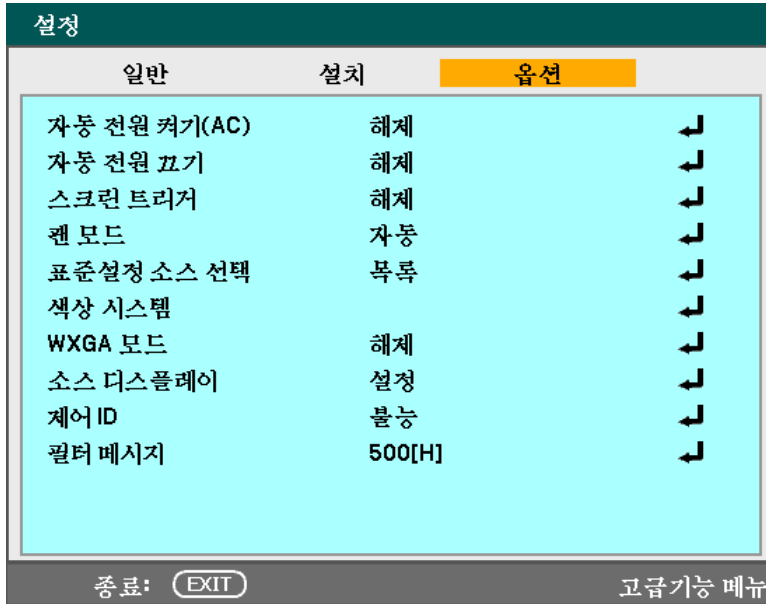 설정
일반 설치 옵션
자동 전원 켜기(AC) 해제
자동 전원 끄기 해제
스크린 트리거 해제
팬 모드 자동
표준설정 소스 선택 목록
색상 시스템
WXGA 모드 해제
소스 디스플레이 설정
제어 ID 불능
필터 메시지 500[H]
종료: EXIT 고급기능 메뉴